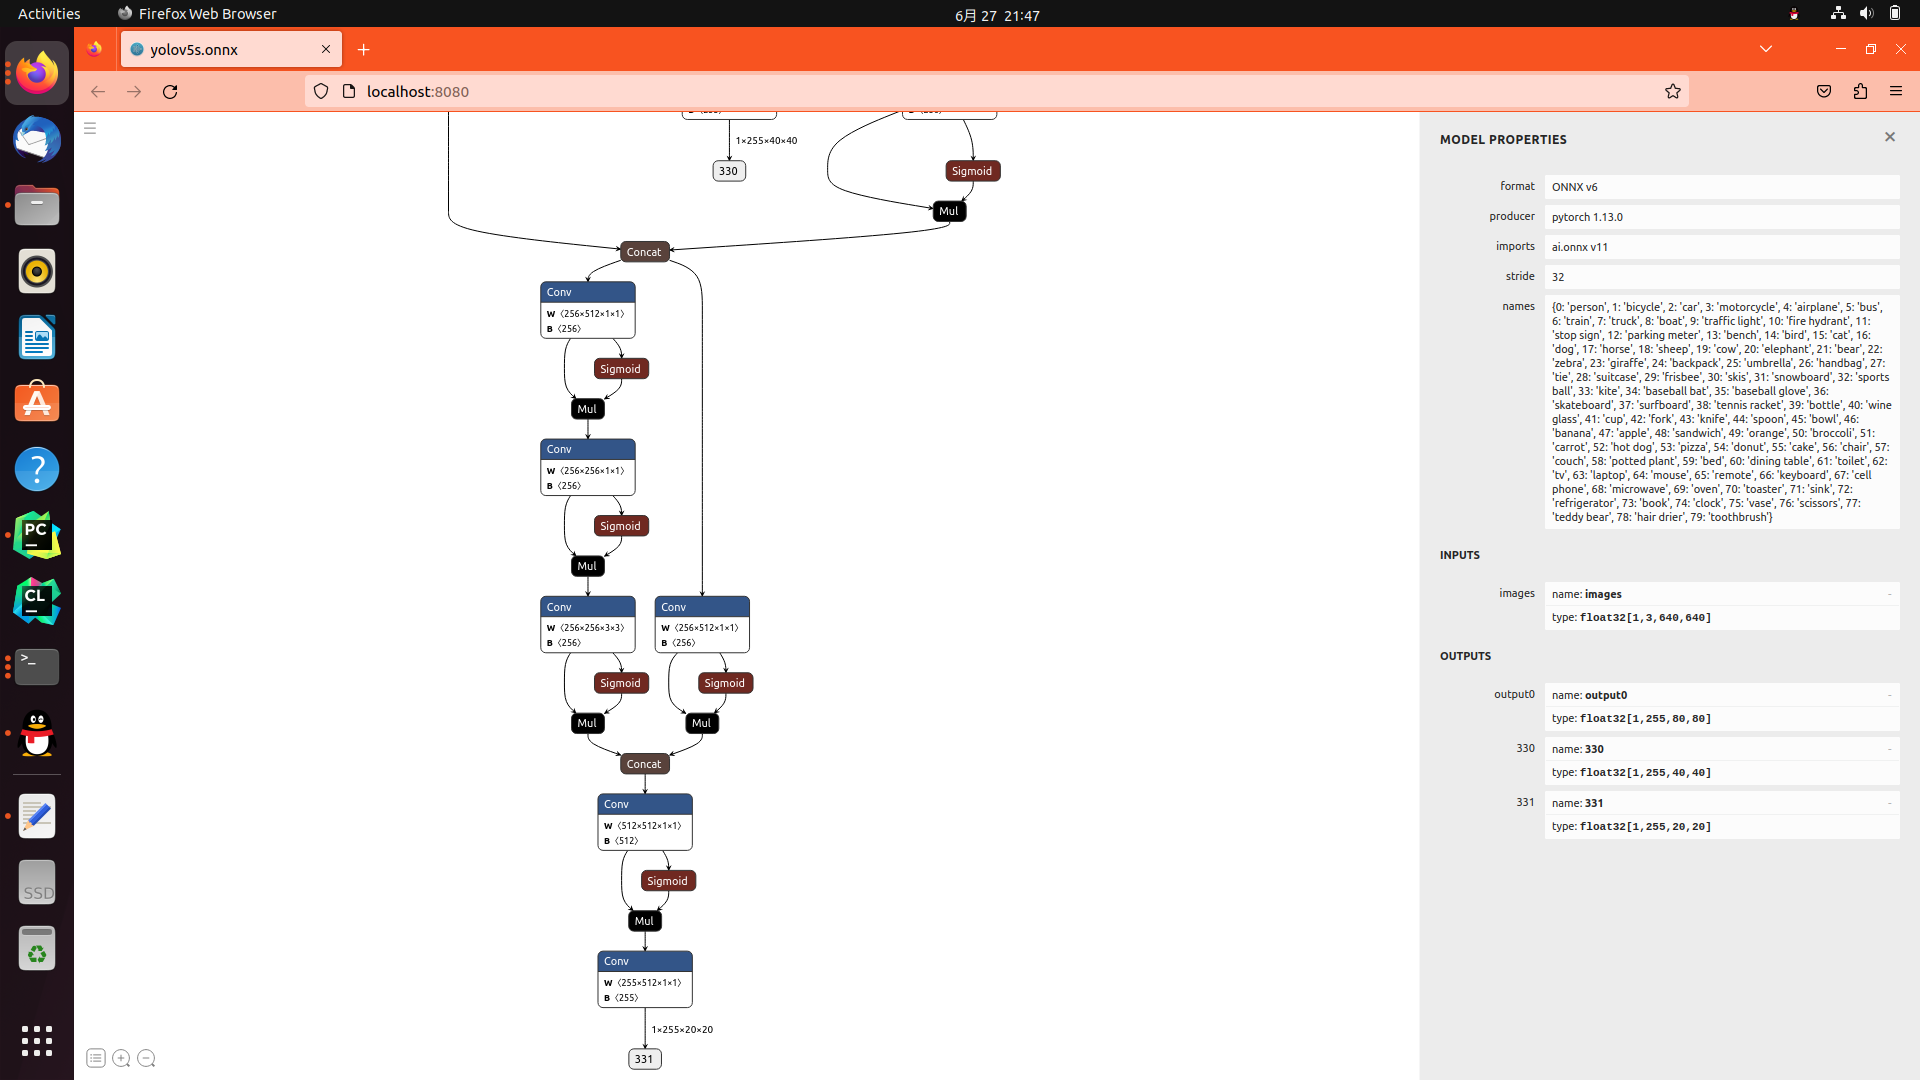 Activities
Firefox Web Browser
6月 27 21:47
yolov5s.onnx
localhost:8080
1×255×40×40
330
Sigmoid
Mul
Concat
Conv
W 〈256×512×1×1〉
B 〈256〉
Sigmoid
Mul
Conv
W 〈256×256×1×1〉
B 〈256〉
Sigmoid
Mul
Conv
W 〈256×256×3×3〉
B 〈256〉
Conv
W 〈256×512×1×1〉
B 〈256〉
Sigmoid
Sigmoid
Mul
Mul
Concat
Conv
W 〈512×512×1×1〉
B 〈512〉
Sigmoid
Mul
Conv
W 〈255×512×1×1〉
B 〈255〉
1×255×20×20
331
PC
CL
>_
SSD
MODEL PROPERTIES
format
ONNX v6
producer
pytorch 1.13.0
imports
ai.onnx v11
stride
32
names
{0: 'person', 1: 'bicycle', 2: 'car', 3: 'motorcycle', 4: 'airplane', 5: 'bus',
6: 'train', 7: 'truck', 8: 'boat', 9: 'traffic light', 10: 'fire hydrant', 11:
'stop sign', 12: 'parking meter', 13: 'bench', 14: 'bird', 15: 'cat', 16:
'dog', 17: 'horse', 18: 'sheep', 19: 'cow', 20: 'elephant', 21: 'bear', 22:
'zebra', 23: 'giraffe', 24: 'backpack', 25: 'umbrella', 26: 'handbag', 27:
'tie', 28: 'suitcase', 29: 'frisbee', 30: 'skis', 31: 'snowboard', 32: 'sports
ball', 33: 'kite', 34: 'baseball bat', 35: 'baseball glove', 36:
'skateboard', 37: 'surfboard', 38: 'tennis racket', 39: 'bottle', 40: 'wine
glass', 41: 'cup', 42: 'fork', 43: 'knife', 44: 'spoon', 45: 'bowl', 46:
'banana', 47: 'apple', 48: 'sandwich', 49: 'orange', 50: 'broccoli', 51:
'carrot', 52: 'hot dog', 53: 'pizza', 54: 'donut', 55: 'cake', 56: 'chair', 57:
'couch', 58: 'potted plant', 59: 'bed', 60: 'dining table', 61: 'toilet', 62:
'tv', 63: 'laptop', 64: 'mouse', 65: 'remote', 66: 'keyboard', 67: 'cell
phone', 68: 'microwave', 69: 'oven', 70: 'toaster', 71: 'sink', 72:
'refrigerator', 73: 'book', 74: 'clock', 75: 'vase', 76: 'scissors', 77:
'teddy bear', 78: 'hair drier', 79: 'toothbrush'}
INPUTS
images
name: images
type: float32[1,3,640,640]
OUTPUTS
output0
name: output0
type: float32[1,255,80,80]
330
name: 330
type: float32[1,255,40,40]
331
name: 331
type: float32[1,255,20,20]